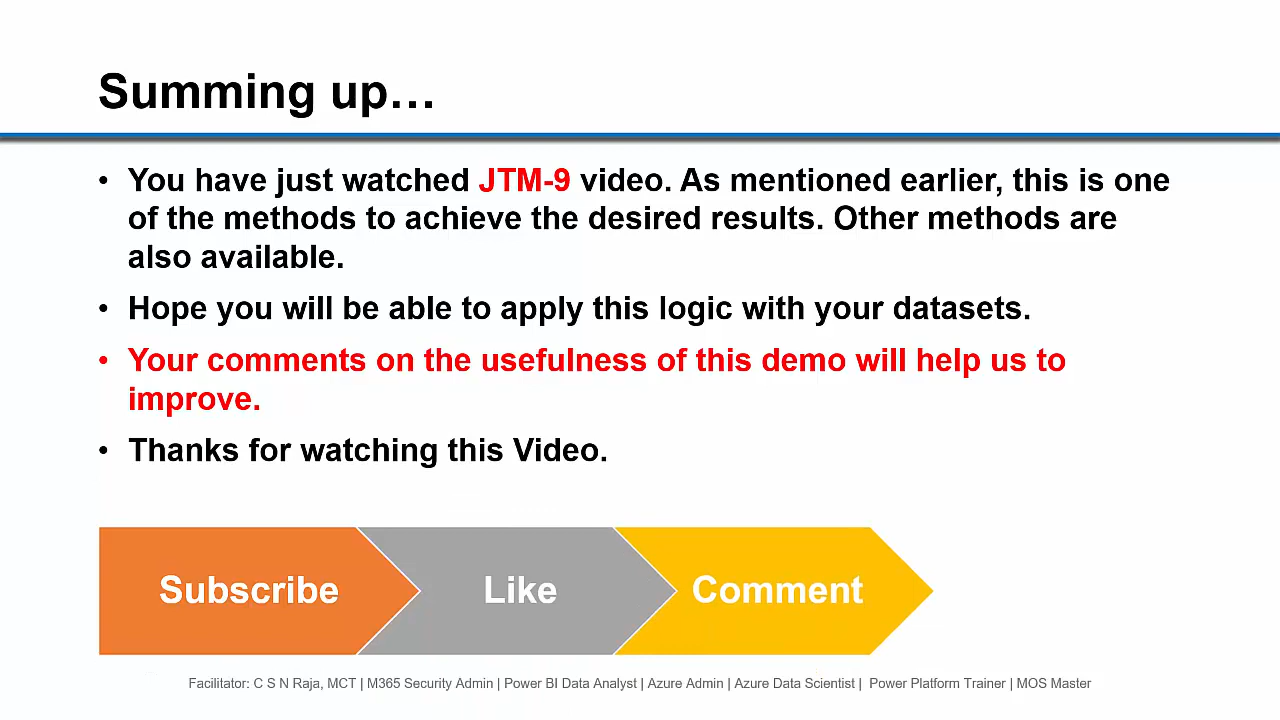 Summing up…
• You have just watched JTM-9 video. As mentioned earlier, this is one
of the methods to achieve the desired results. Other methods are
also available.
• Hope you will be able to apply this logic with your datasets.
• Your comments on the usefulness of this demo will help us to
improve.
• Thanks for watching this Video.
Subscribe
Like
Comment
Facilitator: C S N Raja, MCT | M365 Security Admin | Power BI Data Analyst | Azure Admin | Azure Data Scientist | Power Platform Trainer | MOS Master